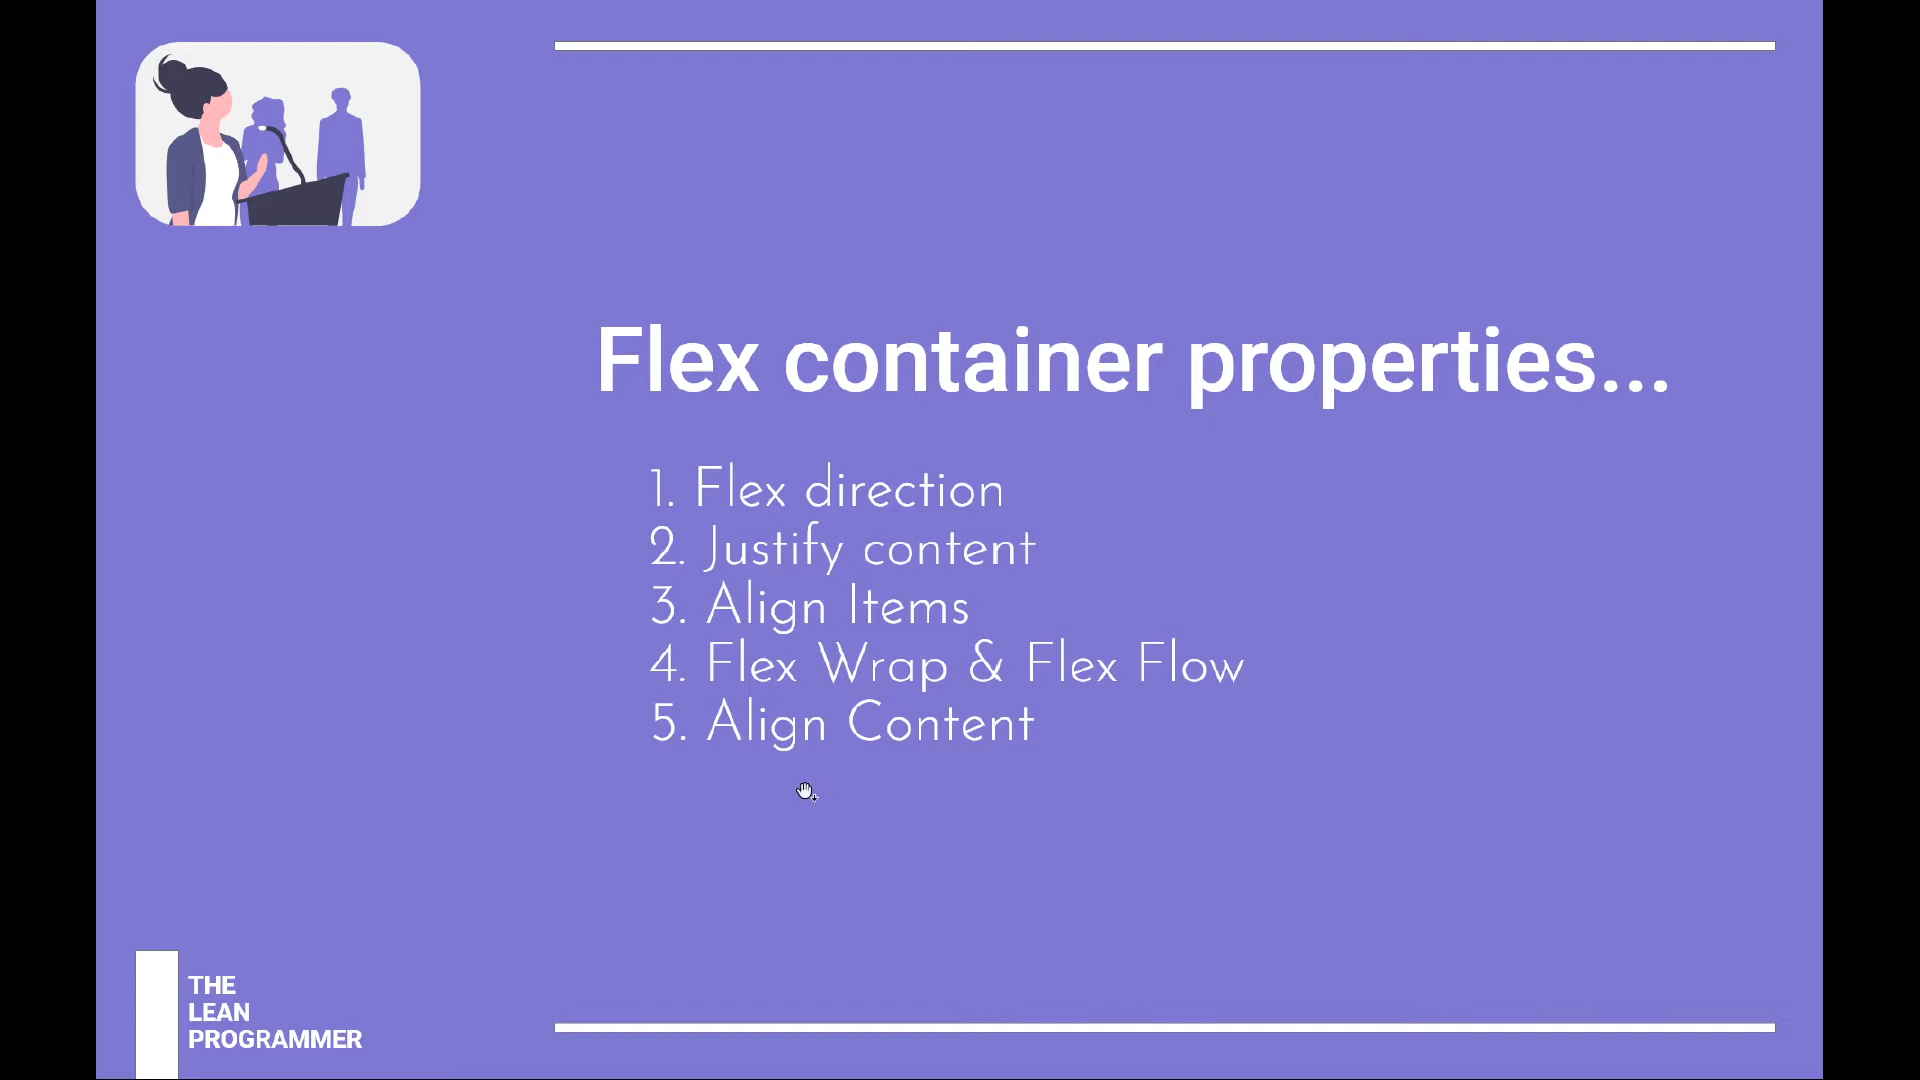 Flex container properties...
1. Flex direction
2. Justify content
3. Align Items
4. Flex Wrap & Flex Flow
5. Align Content
THE
LEAN
PROGRAMMER